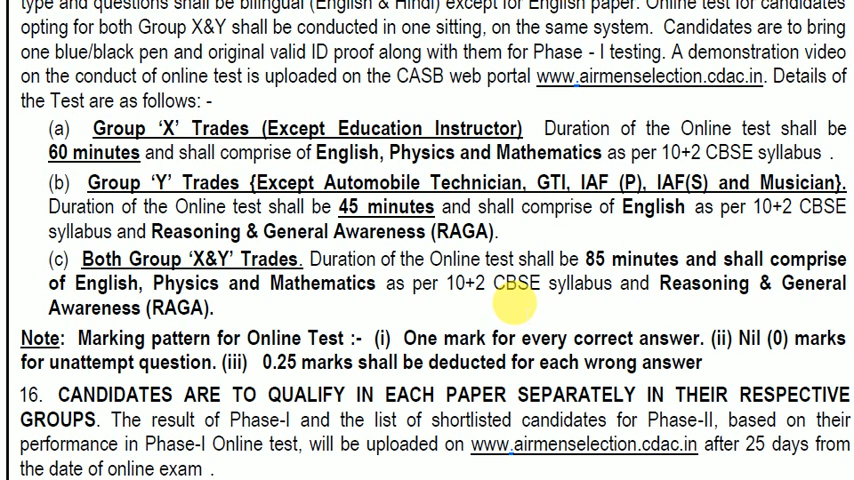 type and questions shall be bilingual (English & Hindi) except for English paper. Online test for candidates
opting for both Group X&Y shall be conducted in one sitting, on the same system. Candidates are to bring
one blue/black pen and original valid ID proof along with them for Phase - I testing. A demonstration video
on the conduct of online test is uploaded on the CASB web portal www.airmenselection.cdac.in. Details of
the Test are as follows: -
(a) Group ‘X’ Trades (Except Education Instructor) Duration of the Online test shall be
60 minutes and shall comprise of English, Physics and Mathematics as per 10+2 CBSE syllabus .
(b) Group ‘Y’ Trades {Except Automobile Technician, GTI, IAF (P), IAF(S) and Musician}.
Duration of the Online test shall be 45 minutes and shall comprise of English as per 10+2 CBSE
syllabus and Reasoning & General Awareness (RAGA).
(c) Both Group ‘X&Y’ Trades. Duration of the Online test shall be 85 minutes and shall comprise
of English, Physics and Mathematics as per 10+2 CBSE syllabus and Reasoning & General
Awareness (RAGA).
Note: Marking pattern for Online Test :- (i) One mark for every correct answer. (ii) Nil (0) marks
for unattempt question. (iii) 0.25 marks shall be deducted for each wrong answer
16. CANDIDATES ARE TO QUALIFY IN EACH PAPER SEPARATELY IN THEIR RESPECTIVE
GROUPS. The result of Phase-I and the list of shortlisted candidates for Phase-II, based on their
performance in Phase-I Online test, will be uploaded on www.airmenselection.cdac.in after 25 days from
the date of online exam .